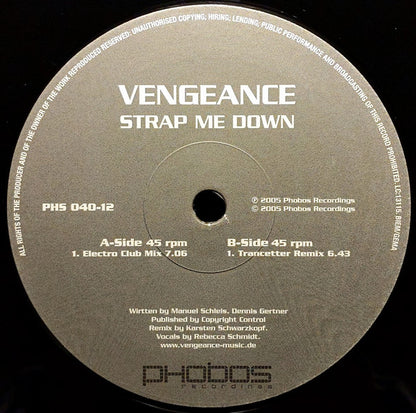 ALL RIGHTS OF THE PRODUCER AND OF THE OWNER OF THE WORK REPRODUCED RESERVED: UNAUTHORISED COPYING; HIRING; LENDING; PUBLIC PERFORMANCE AND BROADCASTING OF THIS RECORD PROHIBITED. LC:13115. BIEM/GEMA
VENGEANCE
STRAP ME DOWN
PHS 040-12
℗ 2005 Phobos Recordings
© 2005 Phobos Recordings
A-Side 45 rpm
1. Electro Club Mix 7.06
B-Side 45 rpm
1. Trancetter Remix 6.43
Written by Manuel Schleis, Dennis Gertner
Published by Copyright Control
Remix by Karsten Schwarzkopf.
Vocals by Rebecca Schmidt.
www.vengeance-music.de
phobos
recordings